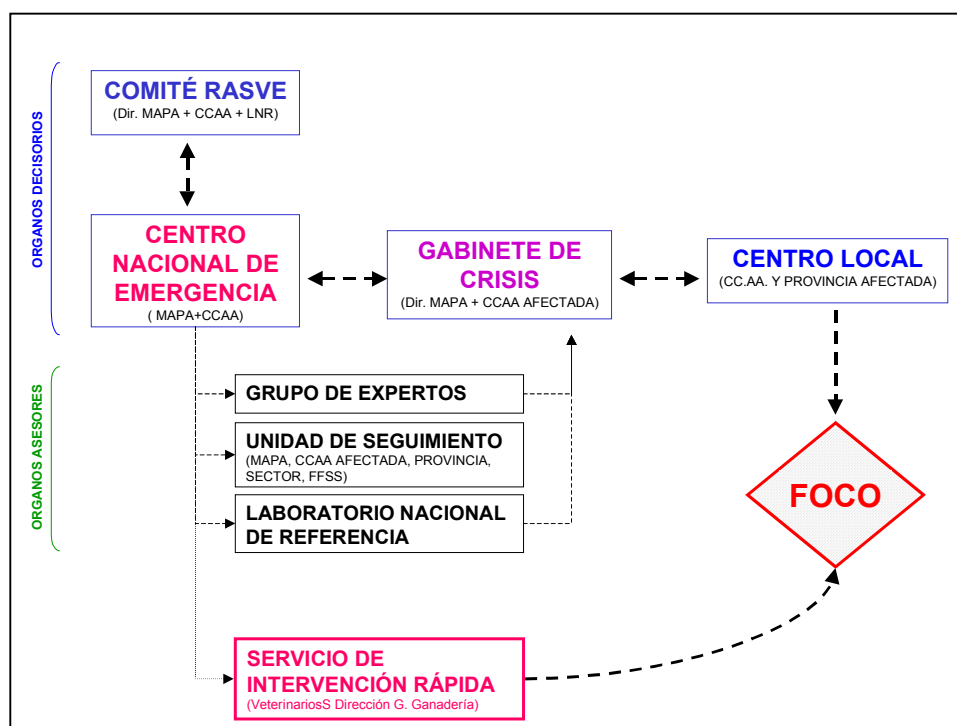 ORGANOS DECISORIOS
COMITÉ RASVE
(Dir. MAPA + CCAA + LNR)
CENTRO
NACIONAL DE
EMERGENCIA
( MAPA+CCAA)
GABINETE DE
CRISIS
(Dir. MAPA + CCAA AFECTADA)
CENTRO LOCAL
(CC.AA. Y PROVINCIA AFECTADA)
ORGANOS ASESORES
GRUPO DE EXPERTOS
UNIDAD DE SEGUIMIENTO
(MAPA, CCAA AFECTADA, PROVINCIA,
SECTOR, FFSS)
LABORATORIO NACIONAL
DE REFERENCIA
FOCO
SERVICIO DE
INTERVENCIÓN RÁPIDA
(VeterinariosS Dirección G. Ganadería)